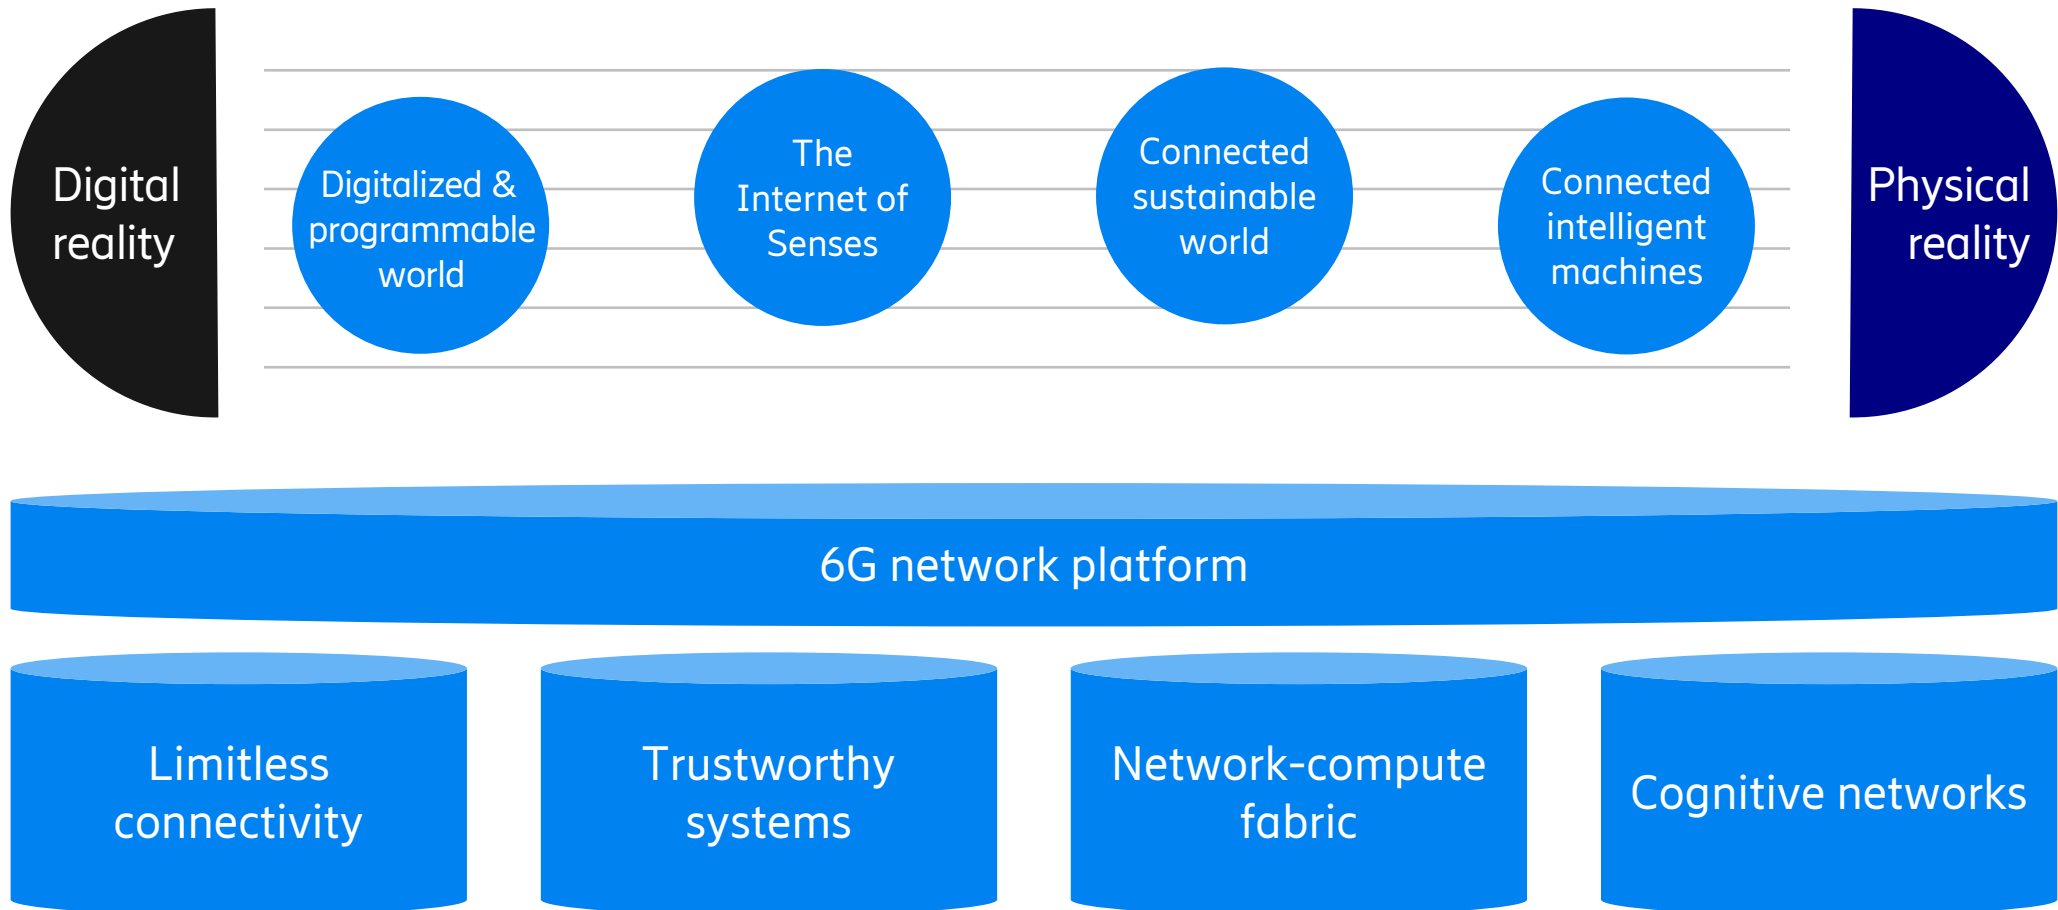 Digital
reality
Digitalized &
programmable
world
The
Internet of
Senses
Connected
sustainable
world
Connected
intelligent
machines
Physical
reality
6G network platform
Limitless
connectivity
Trustworthy
systems
Network-compute
fabric
Cognitive networks